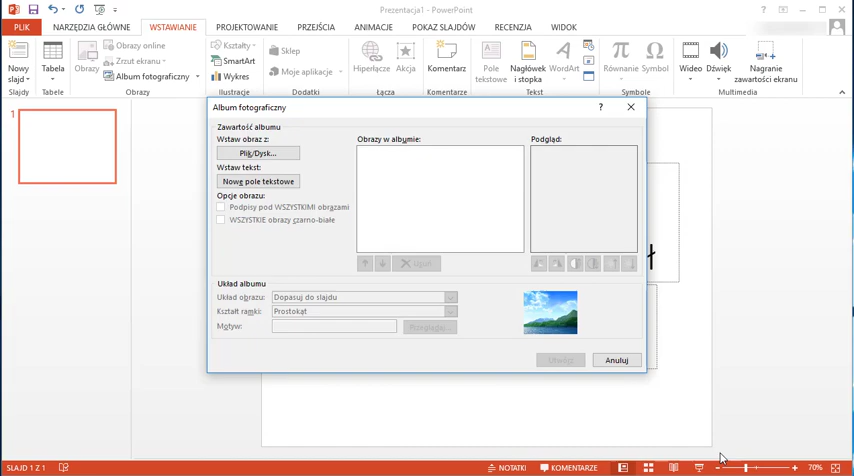 Prezentacja1 - PowerPoint
PLIK NARZĘDZIA GŁÓWNE WSTAWIANIE PROJEKTOWANIE PRZEJŚCIA ANIMACJE POKAZ SLAJDÓW RECENZJA WIDOK
Nowy slajd
Tabela
Obrazy
Obrazy online
Zrzut ekranu
Album fotograficzny
Kształty
SmartArt
Wykres
Sklep
Moje aplikacje
Hiperłącze
Akcja
Komentarz
Pole tekstowe
Nagłówek i stopka
WordArt
Równanie
Symbol
Wideo
Dźwięk
Nagranie zawartości ekranu
Slajdy Tabele Obrazy Ilustracje Dodatki Łącza Komentarze Tekst Symbole Multimedia
1
Album fotograficzny
?
Zawartość albumu
Wstaw obraz z:
Plik/Dysk...
Wstaw tekst:
Nowe pole tekstowe
Opcje obrazu:
Podpisy pod WSZYSTKIMI obrazami
WSZYSTKIE obrazy czarno-białe
Obrazy w albumie:
Podgląd:
Usuń
Układ albumu
Układ obrazu: Dopasuj do slajdu
Kształt ramki: Prostokąt
Motyw:
Przeglądaj...
Utwórz
Anuluj
ł
SLAJD 1 Z 1
NOTATKI
KOMENTARZE
70%